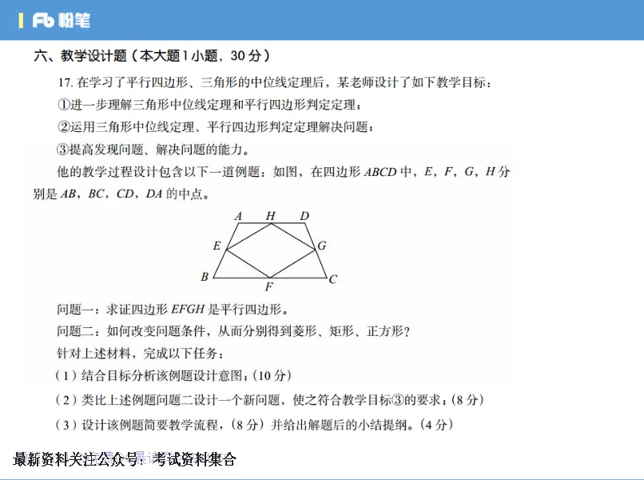 粉笔
六、教学设计题（本大题1小题，30分）
17. 在学习了平行四边形、三角形的中位线定理后，某老师设计了如下教学目标：
①进一步理解三角形中位线定理和平行四边形判定定理；
②运用三角形中位线定理、平行四边形判定定理解决问题；
③提高发现问题、解决问题的能力。
他的教学过程设计包含以下一道例题：如图，在四边形 ABCD 中，E，F，G，H 分
别是 AB，BC，CD，DA 的中点。
A H D
E G
B F C
问题一：求证四边形 EFGH 是平行四边形。
问题二：如何改变问题条件，从而分别得到菱形、矩形、正方形？
针对上述材料，完成以下任务：
（1）结合目标分析该例题设计意图；（10 分）
（2）类比上述例题问题二设计一个新问题，使之符合教学目标③的要求；（8 分）
（3）设计该例题简要教学流程，（8 分）并给出解题后的小结提纲。（4 分）
最新资料关注公众号：考试资料集合